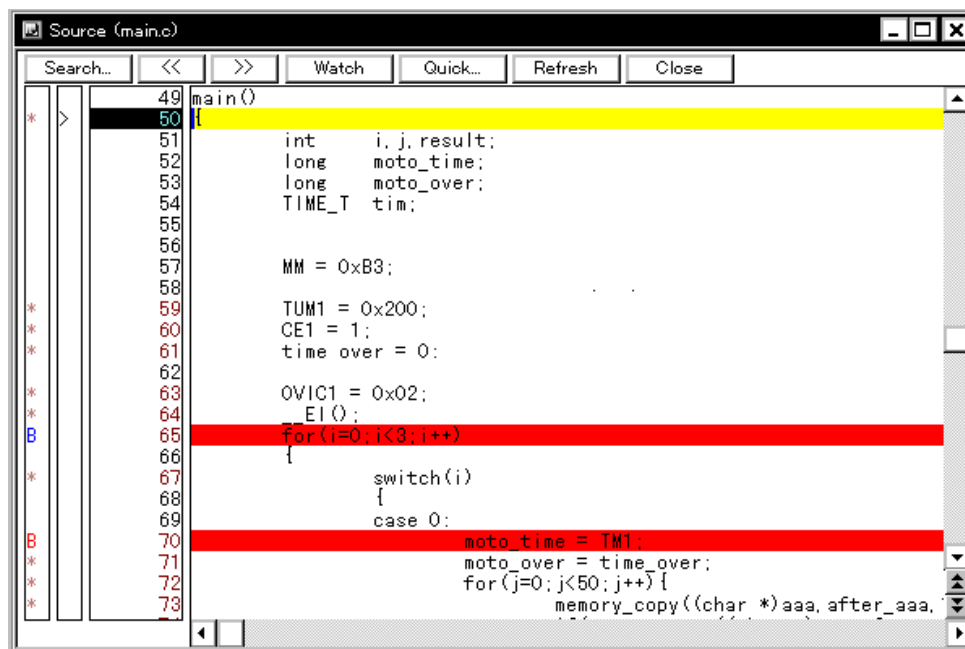 Source (main.c)
Search... << >> Watch Quick... Refresh Close
49 main()
* > 50 {
51 int i,j,result;
52 long moto_time;
53 long moto_over;
54 TIME_T tim;
55
56
57 MM = 0xB3;
58
* 59 TUM1 = 0x200;
* 60 CE1 = 1;
* 61 time over = 0:
62
* 63 OVIC1 = 0x02;
* 64 __EI();
B 65 for(i=0;i<3;i++)
66 {
* 67 switch(i)
68 {
69 case 0:
B 70 moto_time = TM1;
* 71 moto_over = time_over;
* 72 for(j=0;j<50;j++){
* 73 memory_copy((char *)aaa,after_aaa,